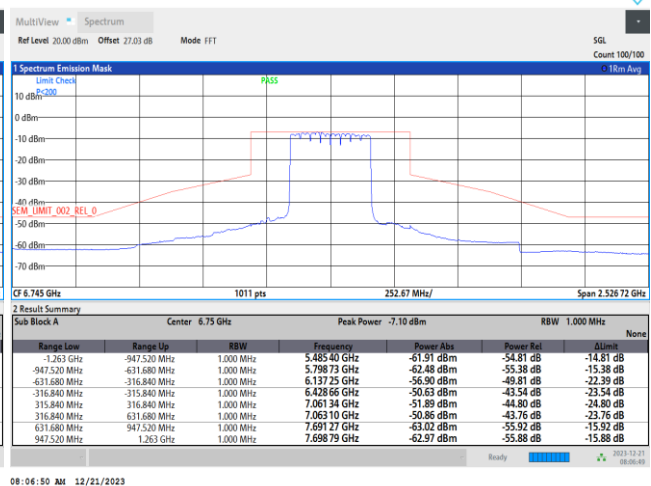 MultiView Spectrum
Ref Level 20.00 dBm Offset 27.03 dB Mode FFT SGL
Count 100/100
1 Spectrum Emission Mask 1Rm Avg
Limit Check PASS
P<200
10 dBm
0 dBm
-10 dBm
-20 dBm
-30 dBm
-40 dBm
SEM_LIMIT_002_REL_0
-50 dBm
-60 dBm
-70 dBm
CF 6.745 GHz 1011 pts 252.67 MHz/ Span 2.526 72 GHz
2 Result Summary
Sub Block A Center 6.75 GHz Peak Power -7.10 dBm RBW 1.000 MHz
None
Range Low Range Up RBW Frequency Power Abs Power Rel ΔLimit
-1.263 GHz -947.520 MHz 1.000 MHz 5.485 40 GHz -61.91 dBm -54.81 dB -14.81 dB
-947.520 MHz -631.680 MHz 1.000 MHz 5.798 73 GHz -62.48 dBm -55.38 dB -15.38 dB
-631.680 MHz -316.840 MHz 1.000 MHz 6.137 25 GHz -56.90 dBm -49.81 dB -22.39 dB
-316.840 MHz -315.840 MHz 1.000 MHz 6.428 66 GHz -50.63 dBm -43.54 dB -23.54 dB
315.840 MHz 316.840 MHz 1.000 MHz 7.061 34 GHz -51.89 dBm -44.80 dB -24.80 dB
316.840 MHz 631.680 MHz 1.000 MHz 7.063 10 GHz -50.86 dBm -43.76 dB -23.76 dB
631.680 MHz 947.520 MHz 1.000 MHz 7.691 27 GHz -63.02 dBm -55.92 dB -15.92 dB
947.520 MHz 1.263 GHz 1.000 MHz 7.698 79 GHz -62.97 dBm -55.88 dB -15.88 dB
Ready 2023-12-21
08:06:49
08:06:50 AM 12/21/2023